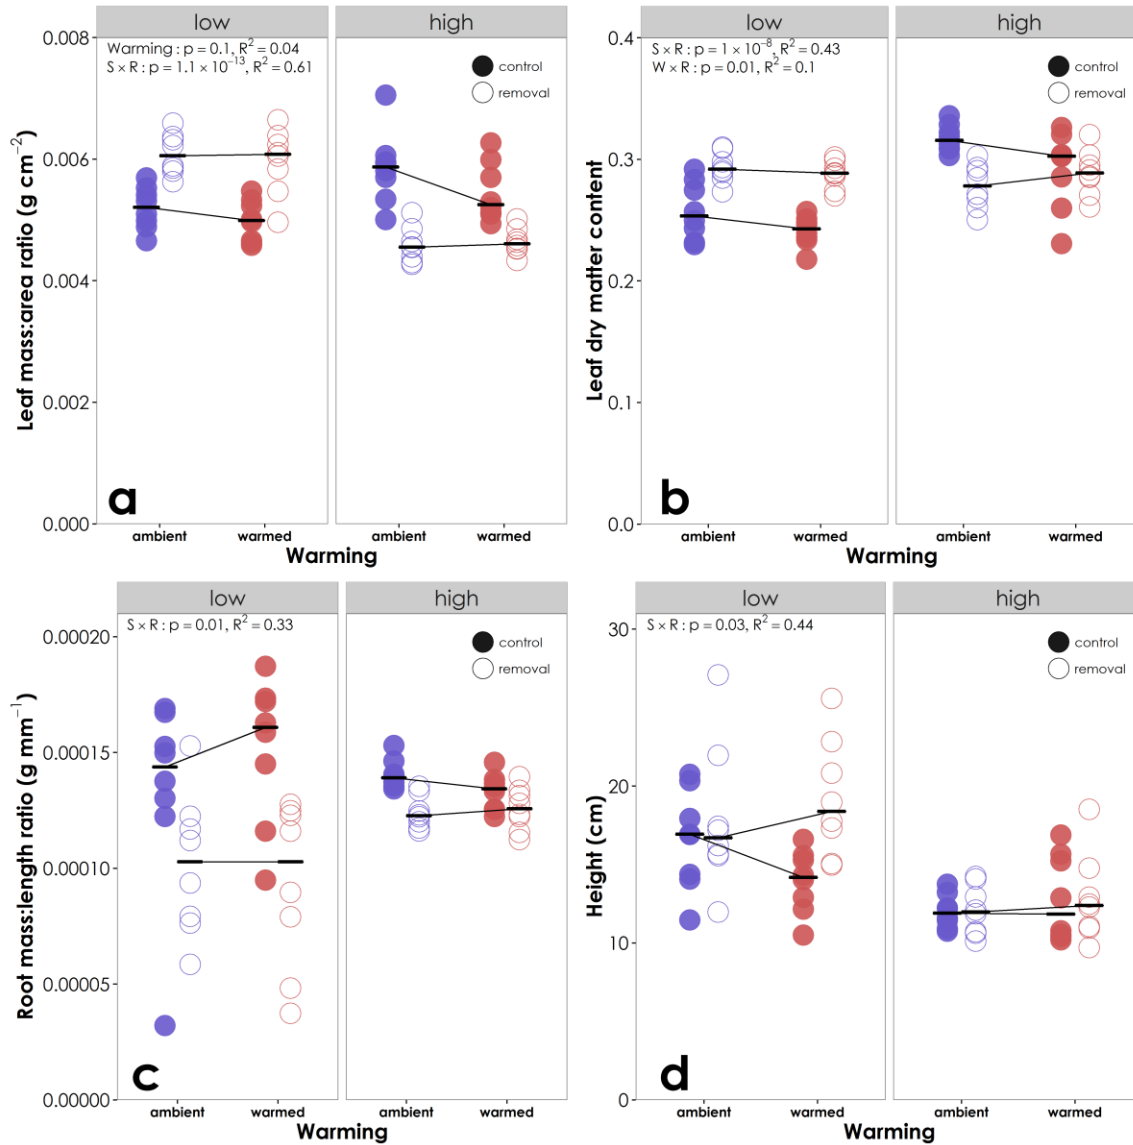 low
high
Warming : p = 0.1, R² = 0.04
S × R : p = 1.1 × 10⁻¹³, R² = 0.61
control
removal
0.008
0.006
0.004
0.002
0.000
Leaf mass:area ratio (g cm⁻²)
a
ambient
warmed
ambient
warmed
Warming
low
high
S × R : p = 1 × 10⁻⁸, R² = 0.43
W × R : p = 0.01, R² = 0.1
control
removal
0.4
0.3
0.2
0.1
0.0
Leaf dry matter content
b
ambient
warmed
ambient
warmed
Warming
low
high
S × R : p = 0.01, R² = 0.33
control
removal
0.00020
0.00015
0.00010
0.00005
0.00000
Root mass:length ratio (g mm⁻¹)
c
ambient
warmed
ambient
warmed
Warming
low
high
S × R : p = 0.03, R² = 0.44
control
removal
30
20
10
0
Height (cm)
d
ambient
warmed
ambient
warmed
Warming